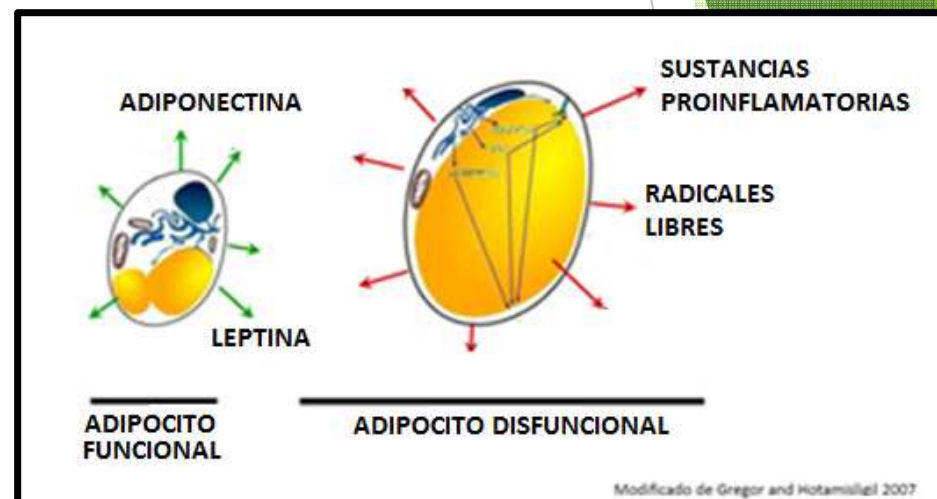 ADIPONECTINA
SUSTANCIAS
PROINFLAMATORIAS
RADICALES
LIBRES
LEPTINA
ADIPOCITO
FUNCIONAL
ADIPOCITO DISFUNCIONAL
Modificado de Gregor and Hotamisligil 2007